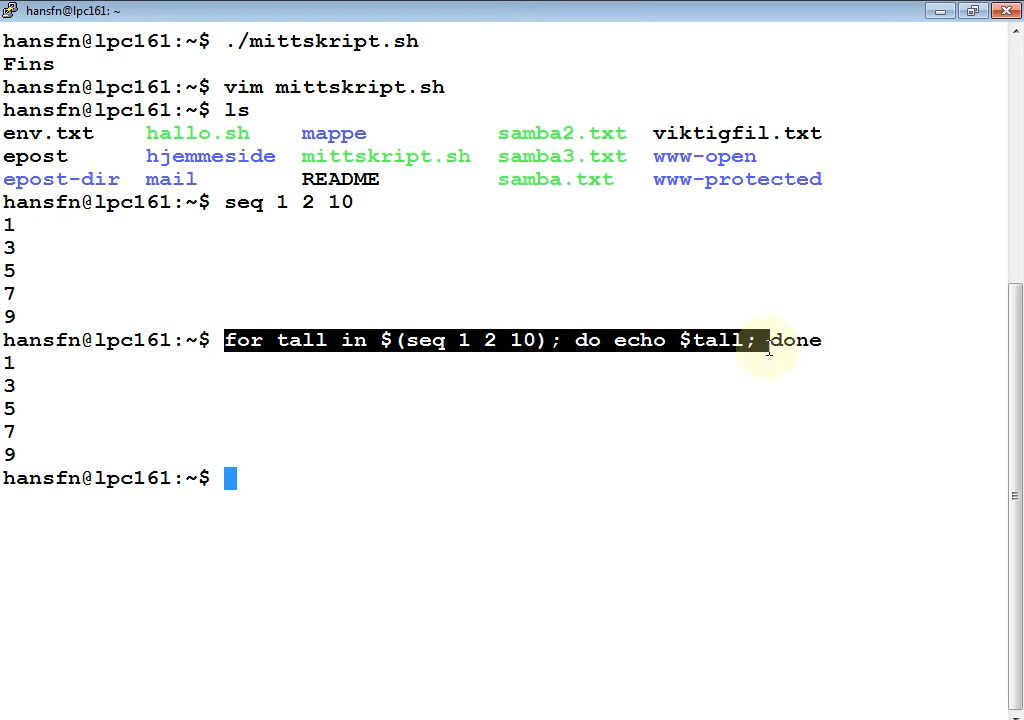 hansfn@lpc161: ~
hansfn@lpc161:~$ ./mittskript.sh
Fins
hansfn@lpc161:~$ vim mittskript.sh
hansfn@lpc161:~$ ls
env.txt    hallo.sh    mappe          samba2.txt  viktigfil.txt
epost      hjemmeside  mittskript.sh  samba3.txt  www-open
epost-dir  mail        README         samba.txt   www-protected
hansfn@lpc161:~$ seq 1 2 10
1
3
5
7
9
hansfn@lpc161:~$ for tall in $(seq 1 2 10); do echo $tall; done
1
3
5
7
9
hansfn@lpc161:~$